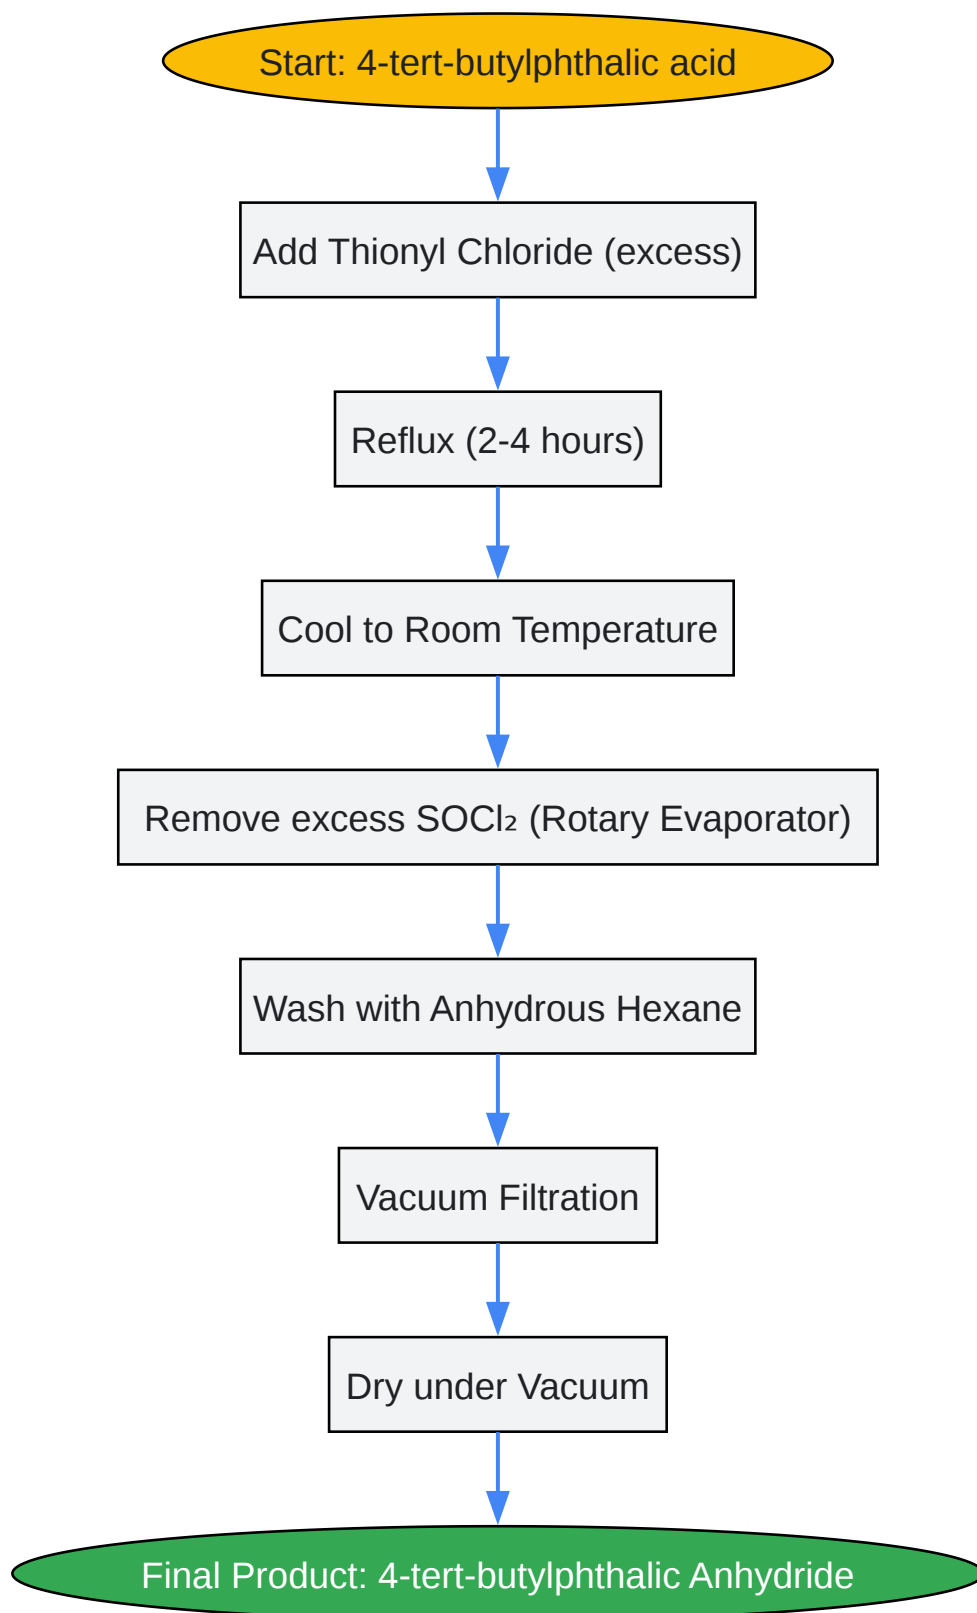 Start: 4-tert-butylphthalic acid
Add Thionyl Chloride (excess)
Reflux (2-4 hours)
Cool to Room Temperature
Remove excess SOCl₂ (Rotary Evaporator)
Wash with Anhydrous Hexane
Vacuum Filtration
Dry under Vacuum
Final Product: 4-tert-butylphthalic Anhydride